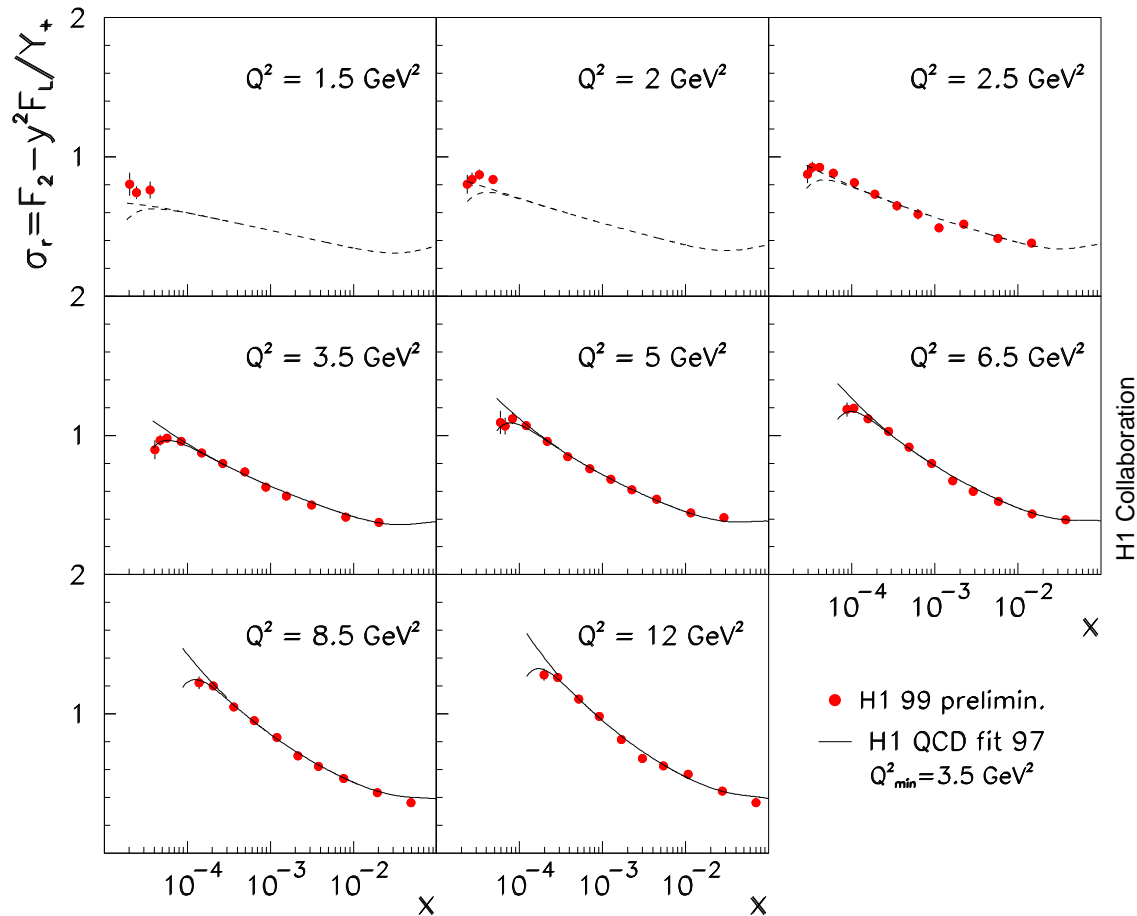 σr=F₂−y²F_L/Y₊
2
1
Q² = 1.5 GeV²
Q² = 2 GeV²
Q² = 2.5 GeV²
2
1
Q² = 3.5 GeV²
Q² = 5 GeV²
Q² = 6.5 GeV²
10⁻⁴ 10⁻³ 10⁻²
x
H1 Collaboration
2
1
Q² = 8.5 GeV²
Q² = 12 GeV²
H1 99 prelimin.
H1 QCD fit 97
Q²min=3.5 GeV²
10⁻⁴ 10⁻³ 10⁻² 10⁻⁴ 10⁻³ 10⁻²
x x